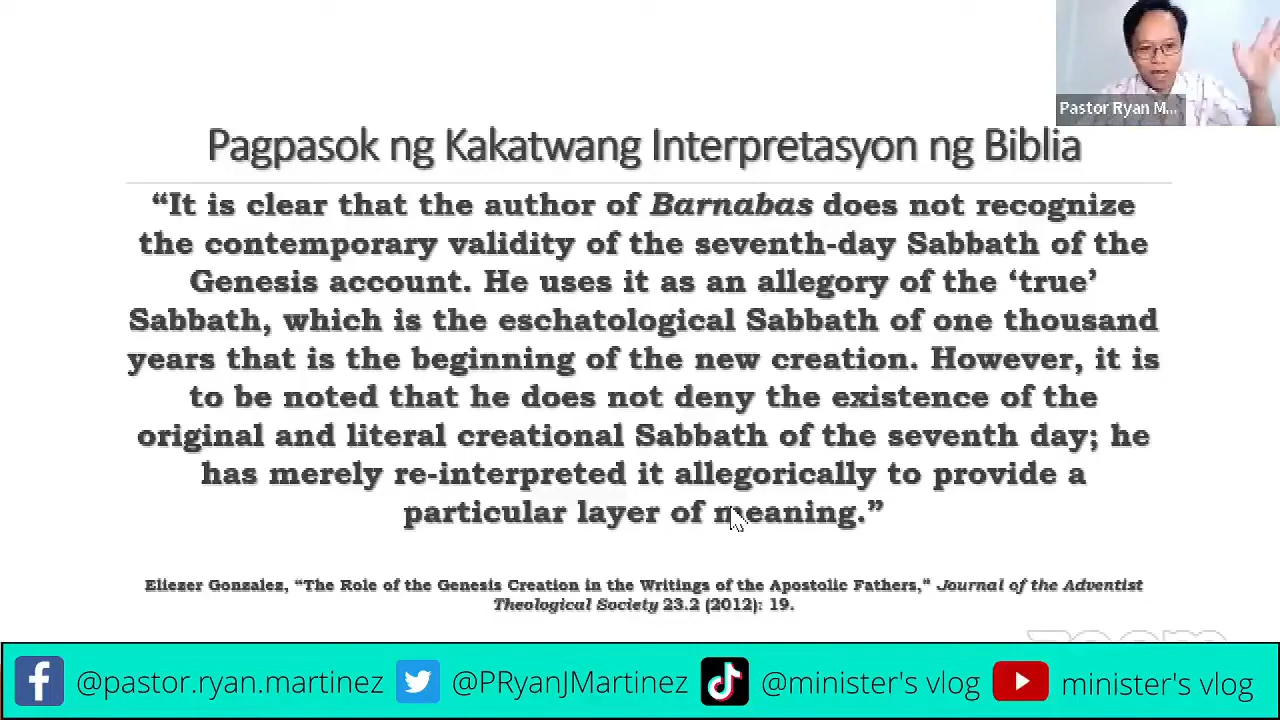 Pastor Ryan M...
Pagpasok ng Kakatwang Interpretasyon ng Biblia
“It is clear that the author of Barnabas does not recognize
the contemporary validity of the seventh-day Sabbath of the
Genesis account. He uses it as an allegory of the ‘true’
Sabbath, which is the eschatological Sabbath of one thousand
years that is the beginning of the new creation. However, it is
to be noted that he does not deny the existence of the
original and literal creational Sabbath of the seventh day; he
has merely re-interpreted it allegorically to provide a
particular layer of meaning.”
Eliezer Gonzalez, “The Role of the Genesis Creation in the Writings of the Apostolic Fathers,” Journal of the Adventist
Theological Society 23.2 (2012): 19.
zoom
@pastor.ryan.martinez @PRyanJMartinez @minister's vlog minister's vlog